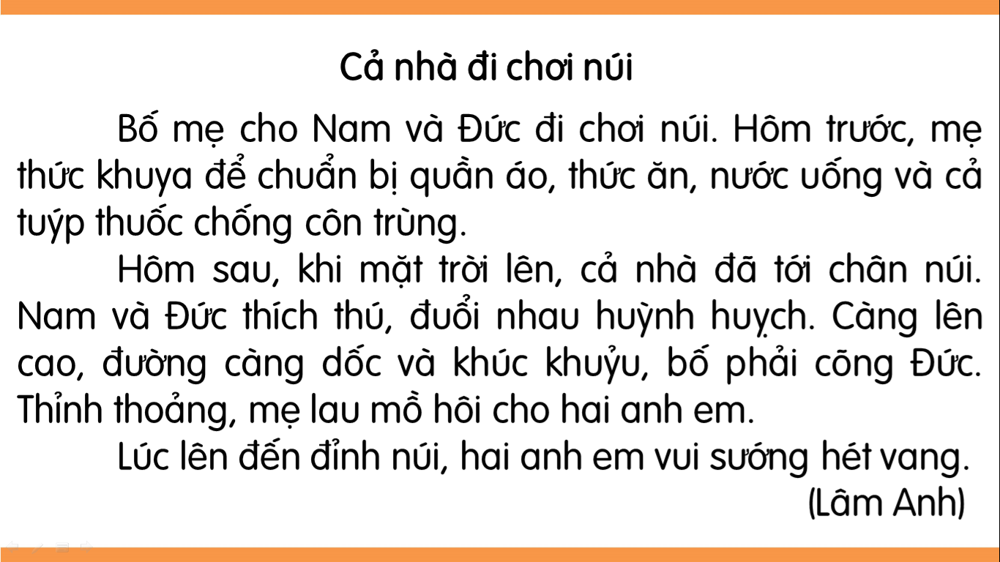 Cả nhà đi chơi núi
Bố mẹ cho Nam và Đức đi chơi núi. Hôm trước, mẹ
thức khuya để chuẩn bị quần áo, thức ăn, nước uống và cả
tuýp thuốc chống côn trùng.
Hôm sau, khi mặt trời lên, cả nhà đã tới chân núi.
Nam và Đức thích thú, đuổi nhau huỳnh huỵch. Càng lên
cao, đường càng dốc và khúc khuỷu, bố phải cõng Đức.
Thỉnh thoảng, mẹ lau mồ hôi cho hai anh em.
Lúc lên đến đỉnh núi, hai anh em vui sướng hét vang.
(Lâm Anh)